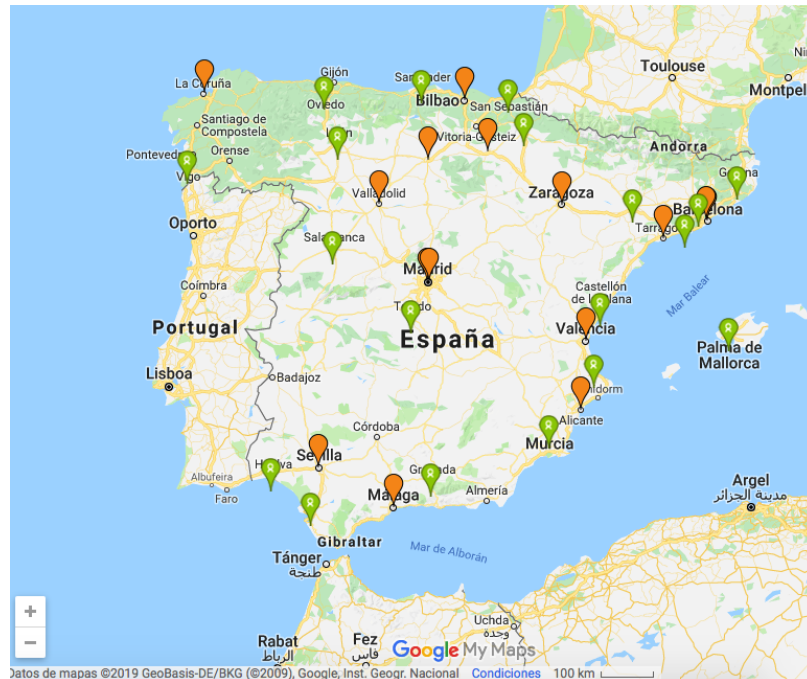 Toulouse
Montpel
Gijón
La Coruña
Oviedo
Bilbao
San Sebastián
Santiago de
Compostela
Vitoria-Gasteiz
Pontevedra
Orense
Vigo
Andorra
Valladolid
Zaragoza
Barcelona
Oporto
Salamanca
Madrid
Mar Balear
Coímbra
Castellón
de la Plana
Toledo
Portugal
España
Valencia
Palma de
Mallorca
Lisboa
Badajoz
Alicante
Córdoba
Murcia
Sevilla
Huelva
Granada
Albufeira
Faro
Málaga
Almería
Argel
مدينة الجزائر
Gibraltar
Mar de Alborán
Tánger
طنجة
+
−
Uchda
وجدة
Rabat
الرباط
Fez
فاس
Google My Maps
Datos de mapas ©2019 GeoBasis-DE/BKG (©2009), Google, Inst. Geogr. Nacional Condiciones 100 km